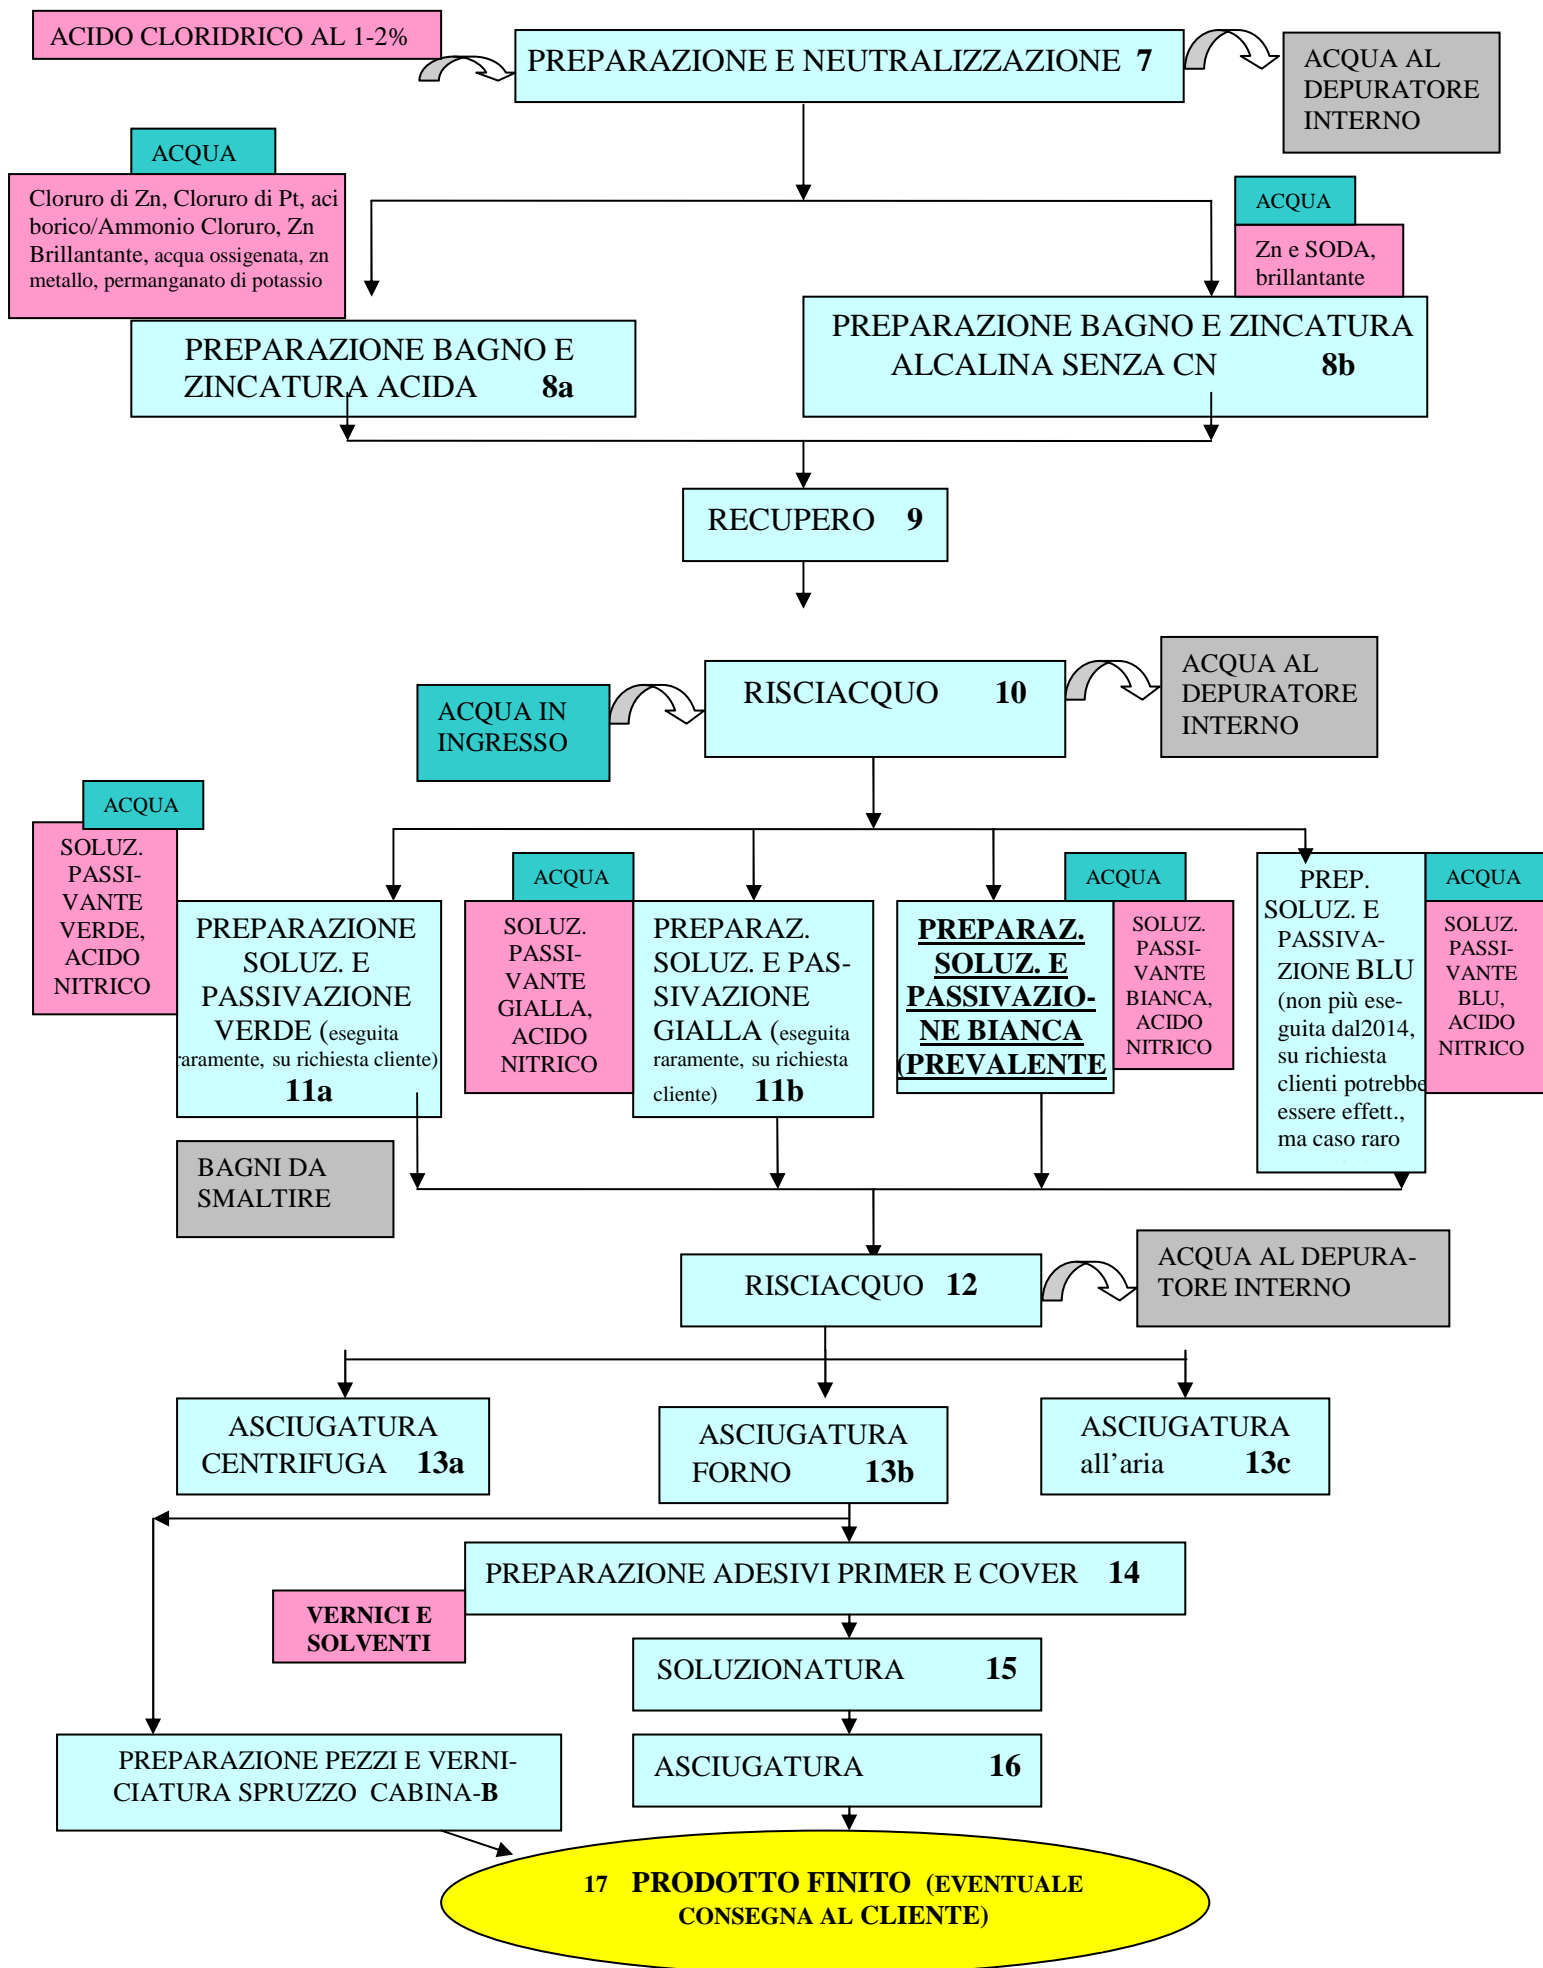 ACIDO CLORIDRICO AL 1-2%
PREPARAZIONE E NEUTRALIZZAZIONE 7
ACQUA AL
DEPURATORE
INTERNO
ACQUA
Cloruro di Zn, Cloruro di Pt, aci
borico/Ammonio Cloruro, Zn
Brillantante, acqua ossigenata, zn
metallo, permanganato di potassio
ACQUA
Zn e SODA,
brillantante
PREPARAZIONE BAGNO E
ZINCATURA ACIDA 8a
PREPARAZIONE BAGNO E ZINCATURA
ALCALINA SENZA CN 8b
RECUPERO 9
ACQUA IN
INGRESSO
RISCIACQUO 10
ACQUA AL
DEPURATORE
INTERNO
ACQUA
SOLUZ.
PASSI-
VANTE
VERDE,
ACIDO
NITRICO
PREPARAZIONE
SOLUZ. E
PASSIVAZIONE
VERDE (eseguita
raramente, su richiesta cliente)
11a
ACQUA
SOLUZ.
PASSI-
VANTE
GIALLA,
ACIDO
NITRICO
PREPARAZ.
SOLUZ. E PAS-
SIVAZIONE
GIALLA (eseguita
raramente, su richiesta
cliente) 11b
PREPARAZ.
SOLUZ. E
PASSIVAZIO-
NE BIANCA
(PREVALENTE
ACQUA
SOLUZ.
PASSI-
VANTE
BIANCA,
ACIDO
NITRICO
PREP.
SOLUZ. E
PASSIVA-
ZIONE BLU
(non più ese-
guita dal2014,
su richiesta
clienti potrebbe
essere effett.,
ma caso raro
ACQUA
SOLUZ.
PASSI-
VANTE
BLU,
ACIDO
NITRICO
BAGNI DA
SMALTIRE
RISCIACQUO 12
ACQUA AL DEPURA-
TORE INTERNO
ASCIUGATURA
CENTRIFUGA 13a
ASCIUGATURA
FORNO 13b
ASCIUGATURA
all’aria 13c
PREPARAZIONE ADESIVI PRIMER E COVER 14
VERNICI E
SOLVENTI
SOLUZIONATURA 15
PREPARAZIONE PEZZI E VERNI-
CIATURA SPRUZZO CABINA-B
ASCIUGATURA 16
17 PRODOTTO FINITO (EVENTUALE
CONSEGNA AL CLIENTE)